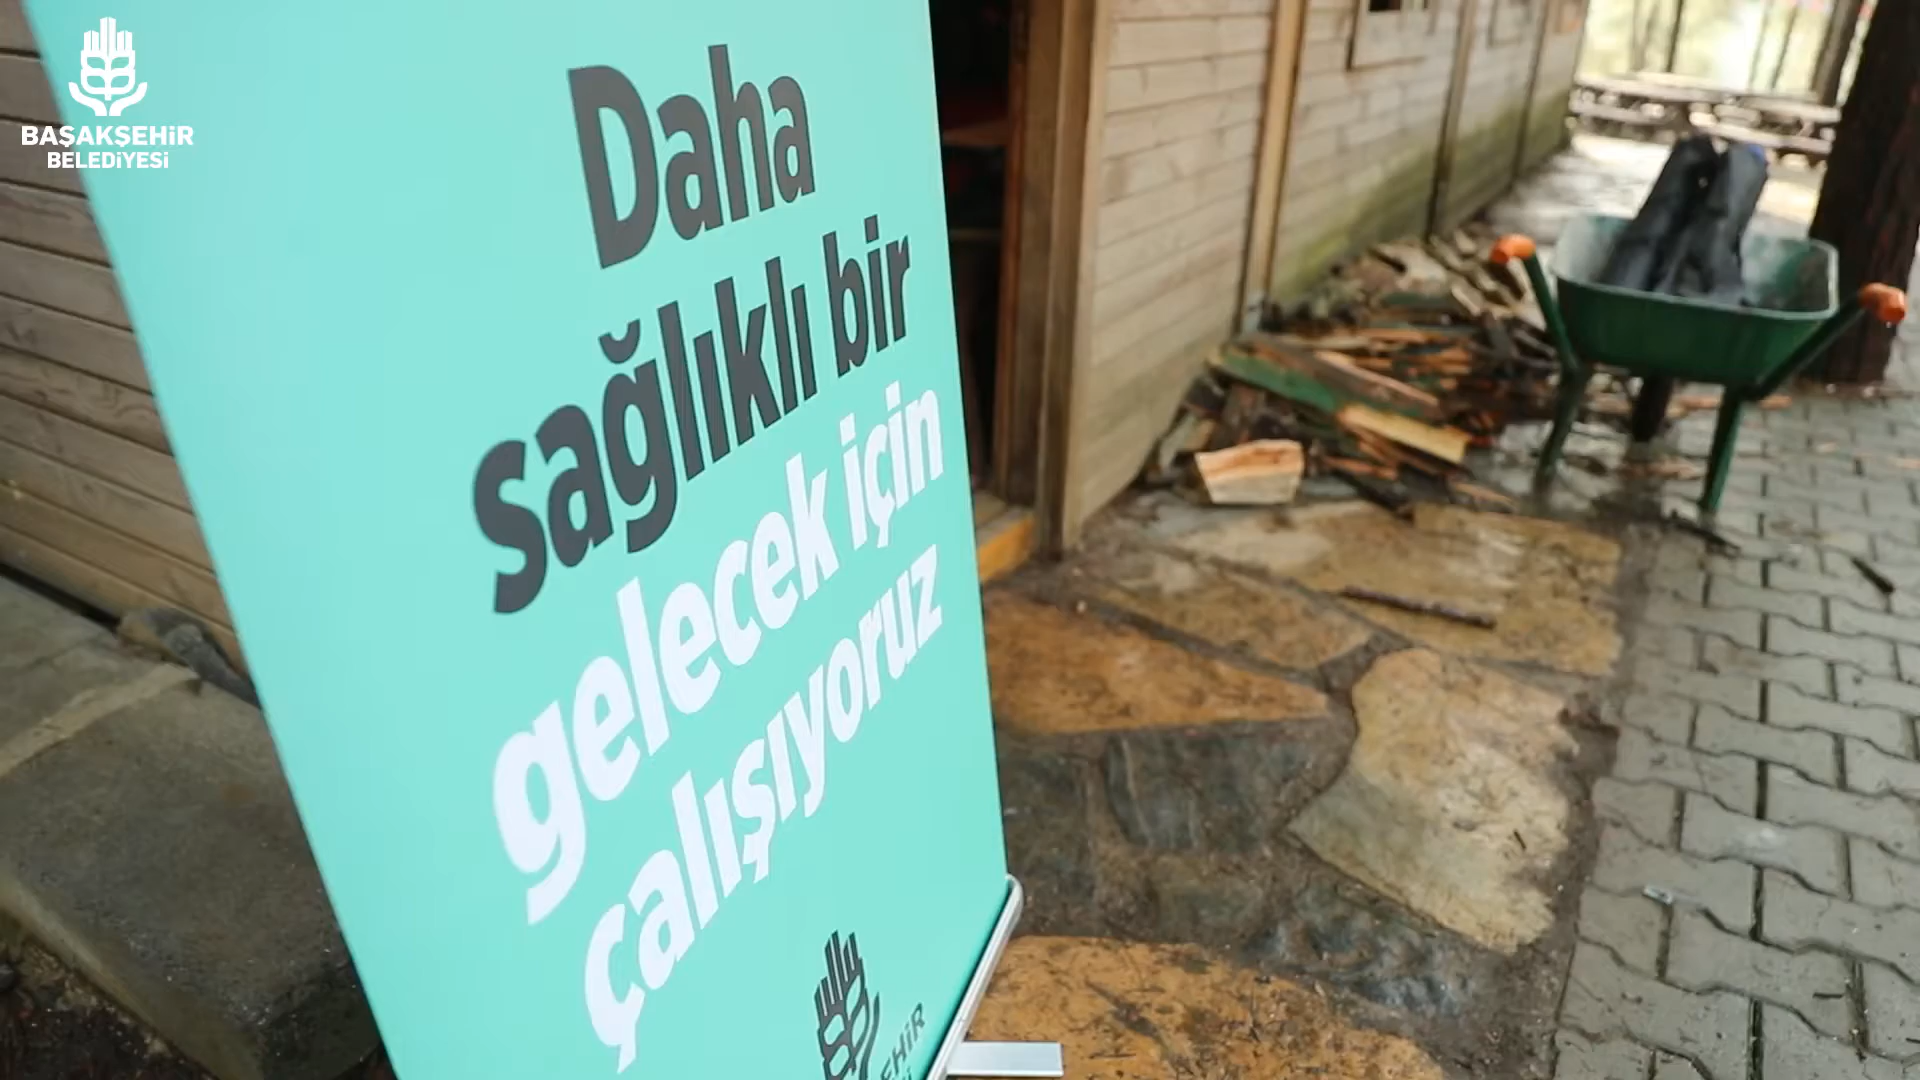 BAŞAKŞEHİR
BELEDİYESİ
Daha
sağlıklı bir
gelecek için
çalışıyoruz